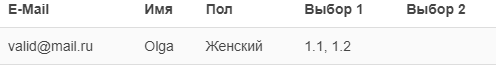 E-Mail Имя Пол Выбор 1 Выбор 2
valid@mail.ru Olga Женский 1.1, 1.2